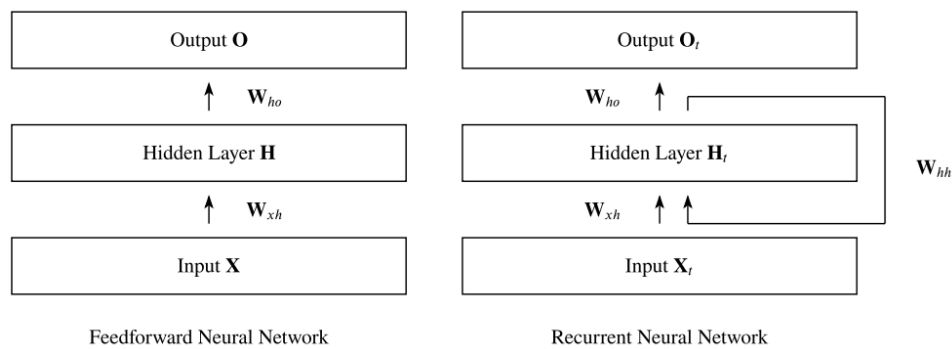 Output O
W_ho
Hidden Layer H
W_xh
Input X
Feedforward Neural Network
Output O_t
W_ho
Hidden Layer H_t
W_hh
W_xh
Input X_t
Recurrent Neural Network